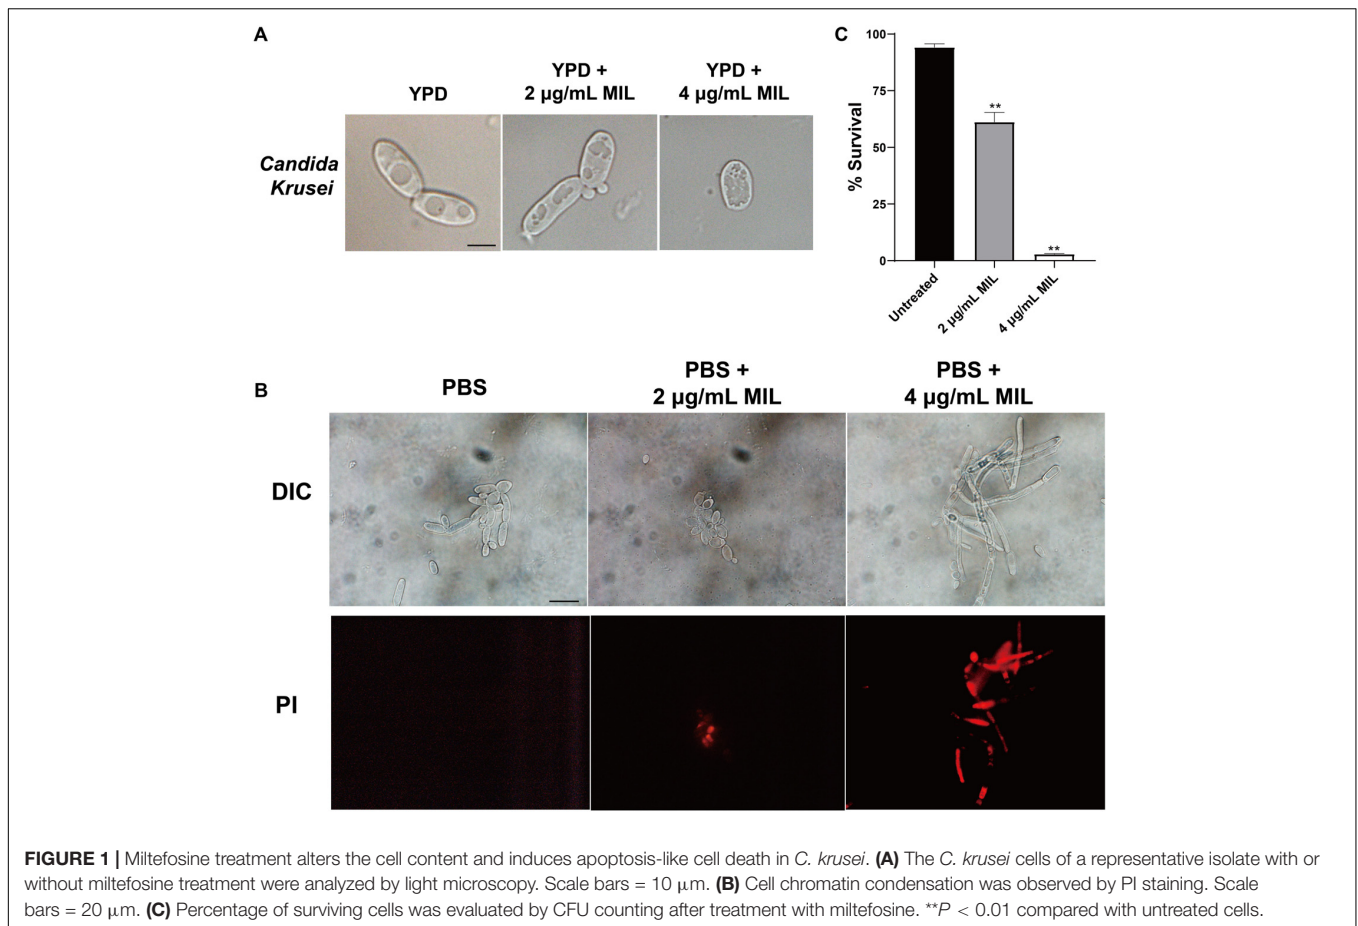 A
YPD
YPD +
2 µg/mL MIL
YPD +
4 µg/mL MIL
Candida
Krusei
C
% Survival
100
75
50
25
0
**
**
Untreated
2 µg/mL MIL
4 µg/mL MIL
B
PBS
PBS +
2 µg/mL MIL
PBS +
4 µg/mL MIL
DIC
PI
FIGURE 1 | Miltefosine treatment alters the cell content and induces apoptosis-like cell death in C. krusei. (A) The C. krusei cells of a representative isolate with or
without miltefosine treatment were analyzed by light microscopy. Scale bars = 10 µm. (B) Cell chromatin condensation was observed by PI staining. Scale
bars = 20 µm. (C) Percentage of surviving cells was evaluated by CFU counting after treatment with miltefosine. **P < 0.01 compared with untreated cells.